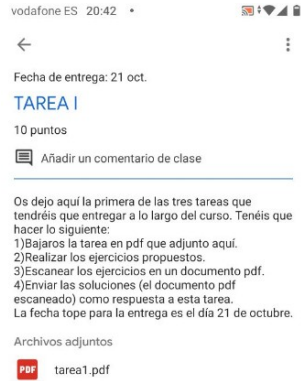 vodafone ES 20:42 •
Fecha de entrega: 21 oct.
TAREA I
10 puntos
Añadir un comentario de clase
Os dejo aquí la primera de las tres tareas que
tendréis que entregar a lo largo del curso. Tenéis que
hacer lo siguiente:
1)Bajaros la tarea en pdf que adjunto aquí.
2)Realizar los ejercicios propuestos.
3)Escanear los ejercicios en un documento pdf.
4)Enviar las soluciones (el documento pdf
escaneado) como respuesta a esta tarea.
La fecha tope para la entrega es el día 21 de octubre.
Archivos adjuntos
PDF tarea1.pdf